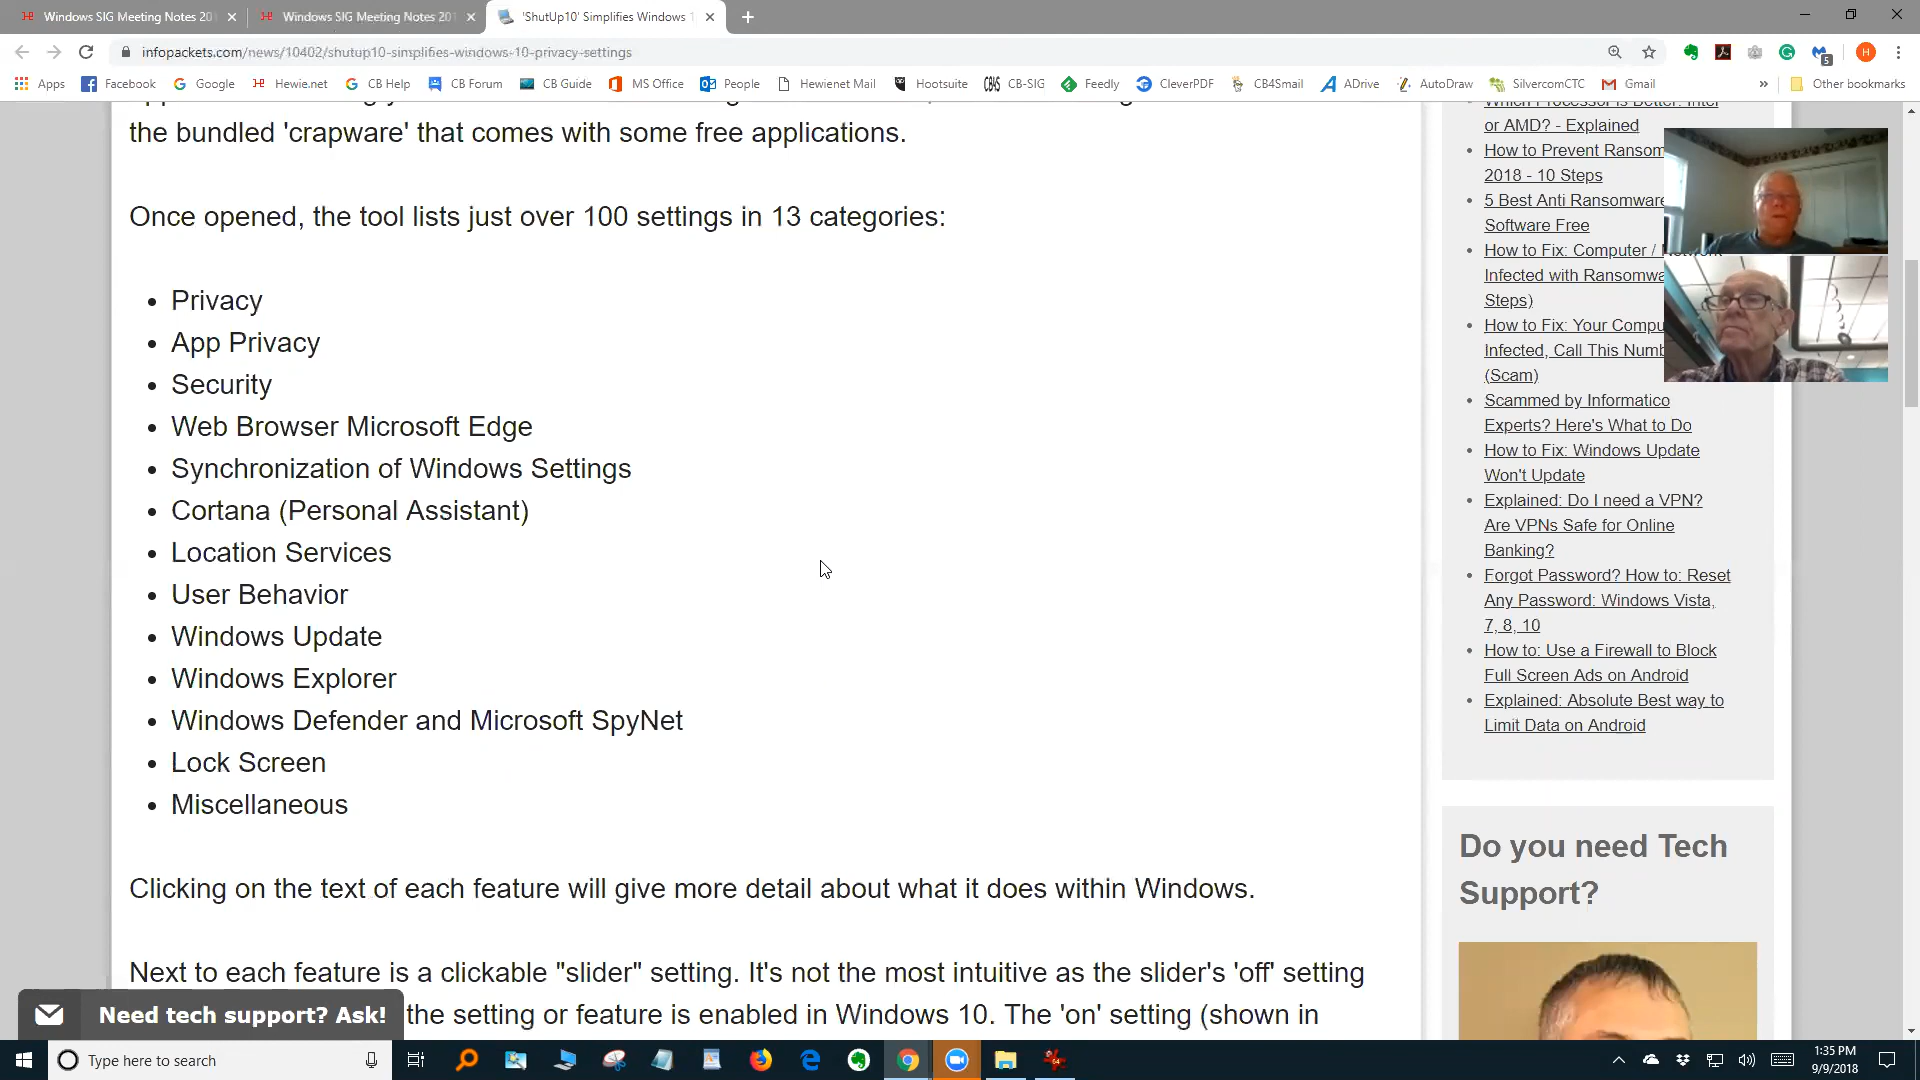 Windows SIG Meeting Notes 201
Windows SIG Meeting Notes 201
'ShutUp10' Simplifies Windows 1
infopackets.com/news/10402/shutup10-simplifies-windows-10-privacy-settings
Apps Facebook Google Hewie.net CB Help CB Forum CB Guide MS Office People Hewienet Mail Hootsuite CB-SIG Feedly CleverPDF CB4Smail ADrive AutoDraw SilvercomCTC Gmail » Other bookmarks
the bundled 'crapware' that comes with some free applications.
Once opened, the tool lists just over 100 settings in 13 categories:
• Privacy
• App Privacy
• Security
• Web Browser Microsoft Edge
• Synchronization of Windows Settings
• Cortana (Personal Assistant)
• Location Services
• User Behavior
• Windows Update
• Windows Explorer
• Windows Defender and Microsoft SpyNet
• Lock Screen
• Miscellaneous
Clicking on the text of each feature will give more detail about what it does within Windows.
Next to each feature is a clickable "slider" setting. It's not the most intuitive as the slider's 'off' setting
the setting or feature is enabled in Windows 10. The 'on' setting (shown in
Need tech support? Ask!
Which Processor is Better: Intel
or AMD? - Explained
• How to Prevent Ransom
2018 - 10 Steps
• 5 Best Anti Ransomware
Software Free
• How to Fix: Computer / Network
Infected with Ransomwa
Steps)
• How to Fix: Your Compu
Infected, Call This Numb
(Scam)
• Scammed by Informatico
Experts? Here's What to Do
• How to Fix: Windows Update
Won't Update
• Explained: Do I need a VPN?
Are VPNs Safe for Online
Banking?
• Forgot Password? How to: Reset
Any Password: Windows Vista,
7, 8, 10
• How to: Use a Firewall to Block
Full Screen Ads on Android
• Explained: Absolute Best way to
Limit Data on Android
Do you need Tech
Support?
Type here to search
1:35 PM
9/9/2018